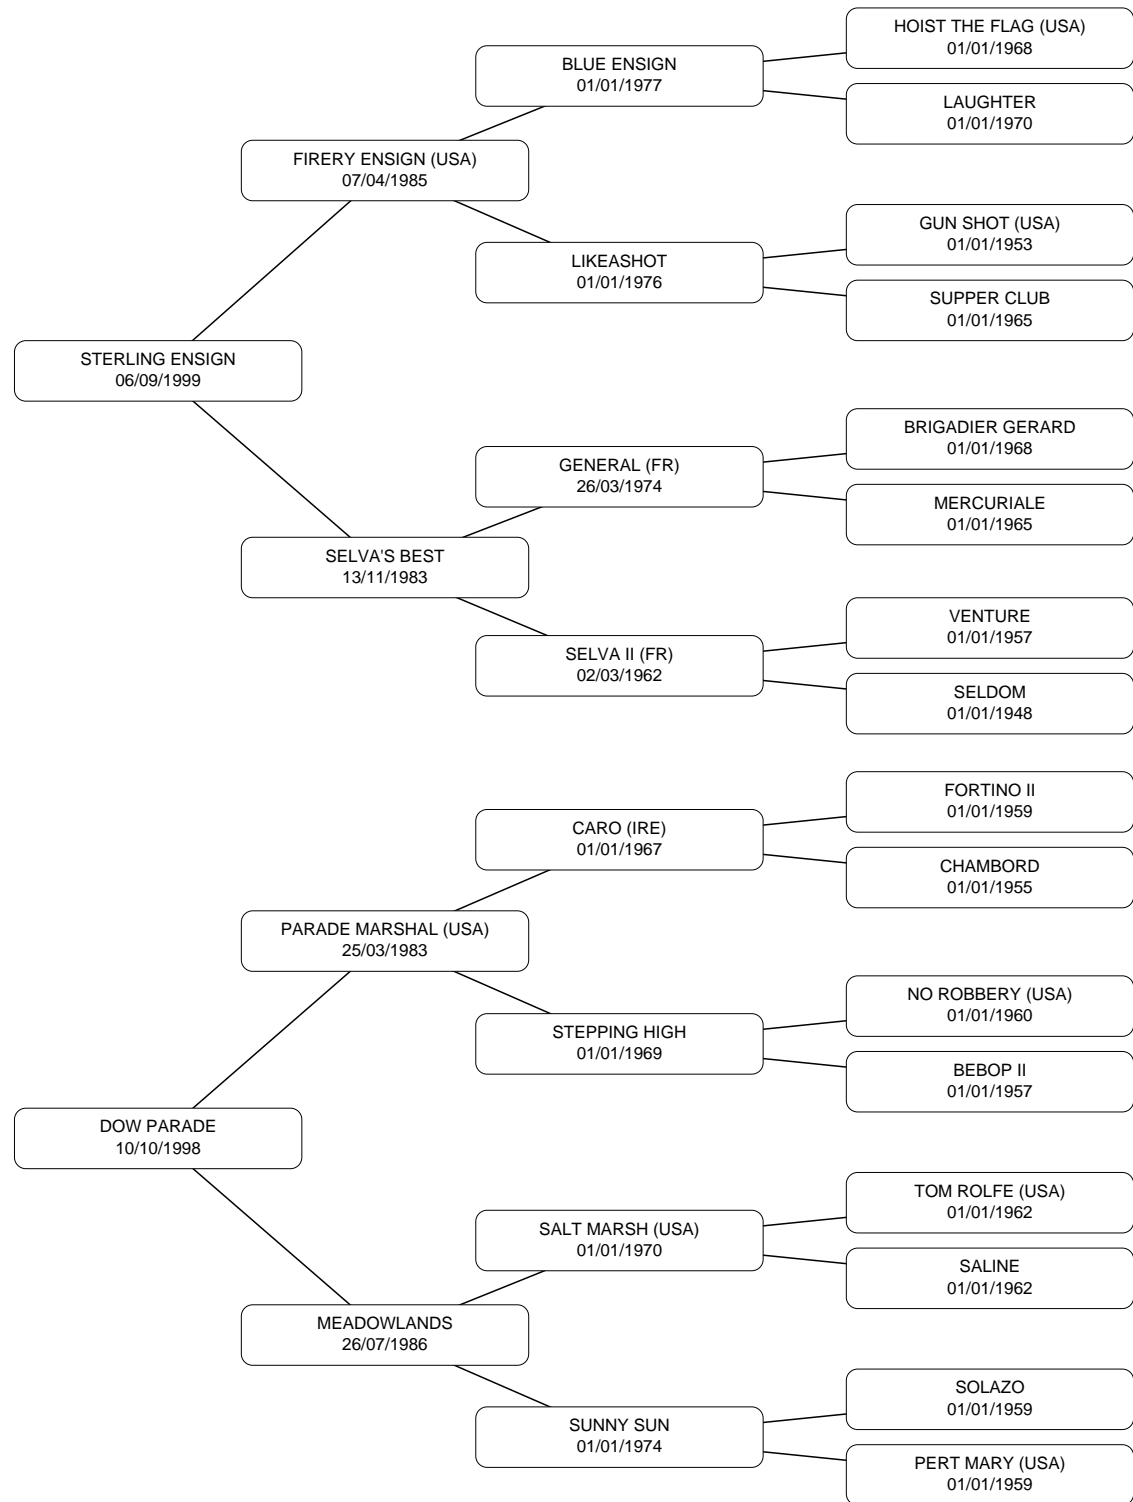 HOIST THE FLAG (USA)
01/01/1968
BLUE ENSIGN
01/01/1977
LAUGHTER
01/01/1970
FIRERY ENSIGN (USA)
07/04/1985
GUN SHOT (USA)
01/01/1953
LIKEASHOT
01/01/1976
SUPPER CLUB
01/01/1965
STERLING ENSIGN
06/09/1999
BRIGADIER GERARD
01/01/1968
GENERAL (FR)
26/03/1974
MERCURIALE
01/01/1965
SELVA'S BEST
13/11/1983
VENTURE
01/01/1957
SELVA II (FR)
02/03/1962
SELDOM
01/01/1948
FORTINO II
01/01/1959
CARO (IRE)
01/01/1967
CHAMBORD
01/01/1955
PARADE MARSHAL (USA)
25/03/1983
NO ROBBERY (USA)
01/01/1960
STEPPING HIGH
01/01/1969
BEBOP II
01/01/1957
DOW PARADE
10/10/1998
TOM ROLFE (USA)
01/01/1962
SALT MARSH (USA)
01/01/1970
SALINE
01/01/1962
MEADOWLANDS
26/07/1986
SOLAZO
01/01/1959
SUNNY SUN
01/01/1974
PERT MARY (USA)
01/01/1959